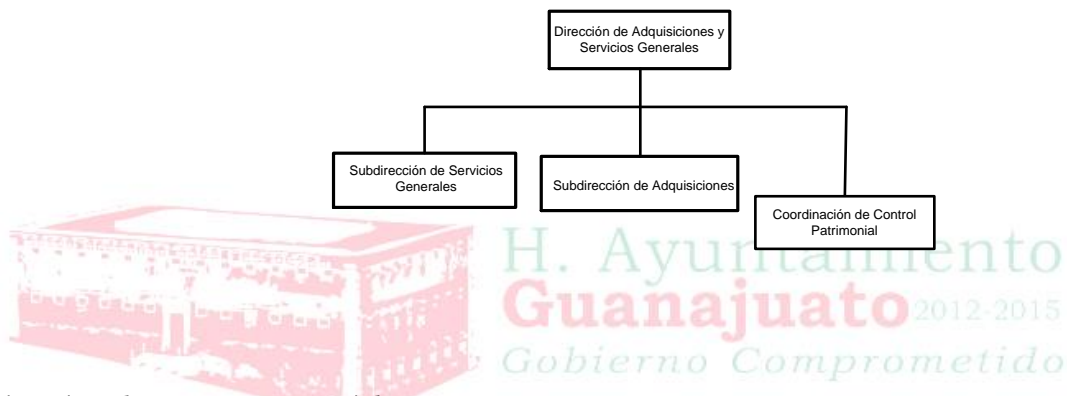 Dirección de Adquisiciones y
Servicios Generales
Subdirección de Servicios
Generales
Subdirección de Adquisiciones
Coordinación de Control
Patrimonial
H. Ayuntamiento
Guanajuato 2012-2015
Gobierno Comprometido